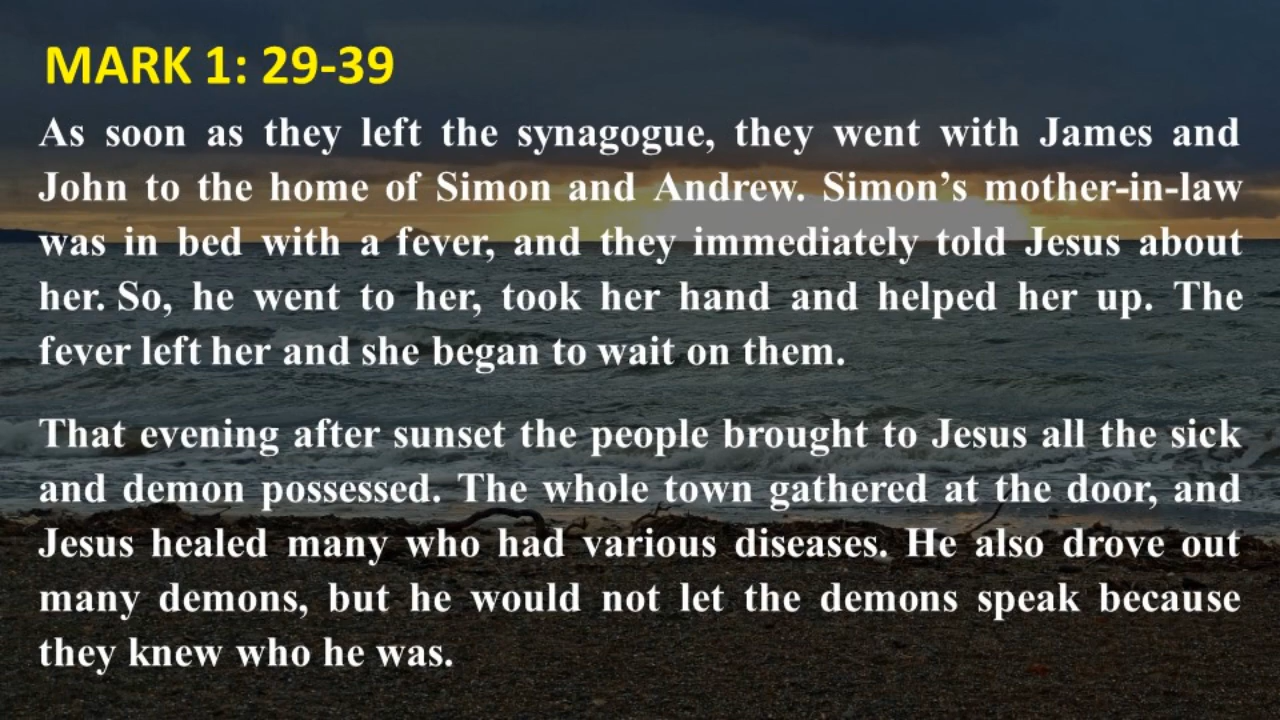 MARK 1: 29-39
As soon as they left the synagogue, they went with James and
John to the home of Simon and Andrew. Simon’s mother-in-law
was in bed with a fever, and they immediately told Jesus about
her. So, he went to her, took her hand and helped her up. The
fever left her and she began to wait on them.
That evening after sunset the people brought to Jesus all the sick
and demon possessed. The whole town gathered at the door, and
Jesus healed many who had various diseases. He also drove out
many demons, but he would not let the demons speak because
they knew who he was.